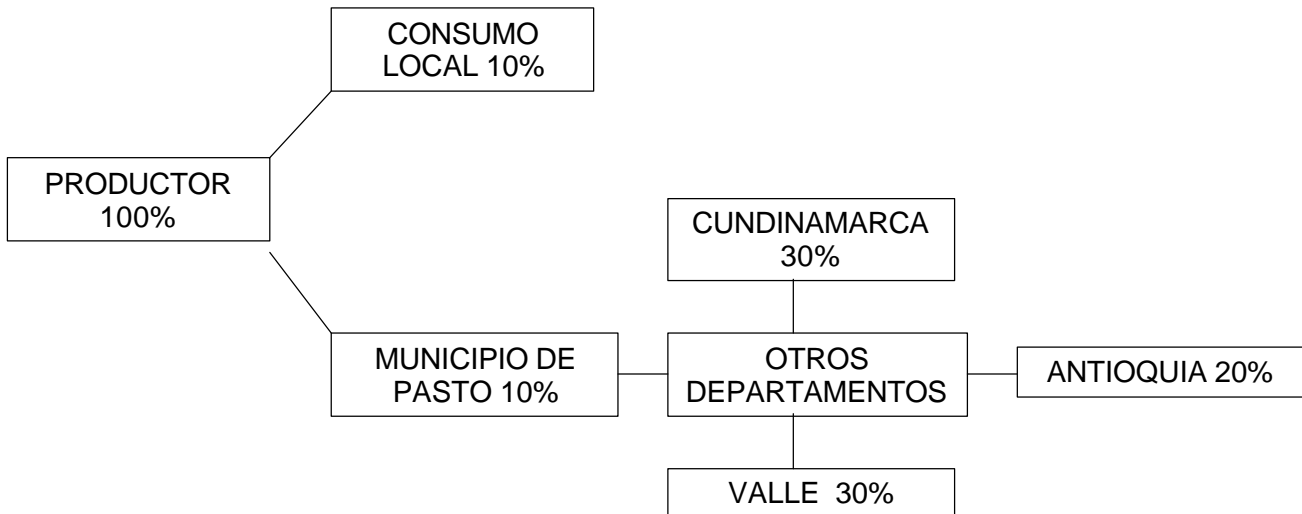 CONSUMO
LOCAL 10%
PRODUCTOR
100%
CUNDINAMARCA
30%
MUNICIPIO DE
PASTO 10%
OTROS
DEPARTAMENTOS
ANTIOQUIA 20%
VALLE 30%